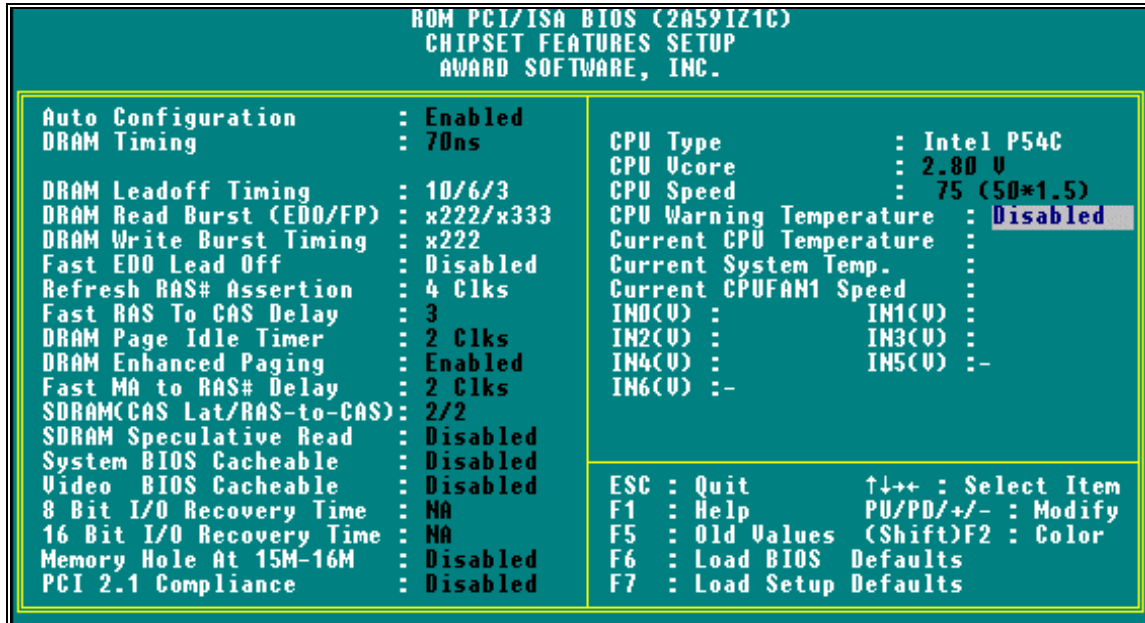 ROM PCI/ISA BIOS (2A59IZ1C)
CHIPSET FEATURES SETUP
AWARD SOFTWARE, INC.
Auto Configuration : Enabled
DRAM Timing : 70ns
DRAM Leadoff Timing : 10/6/3
DRAM Read Burst (EDO/FP) : x222/x333
DRAM Write Burst Timing : x222
Fast EDO Lead Off : Disabled
Refresh RAS# Assertion : 4 Clks
Fast RAS To CAS Delay : 3
DRAM Page Idle Timer : 2 Clks
DRAM Enhanced Paging : Enabled
Fast MA to RAS# Delay : 2 Clks
SDRAM(CAS Lat/RAS-to-CAS): 2/2
SDRAM Speculative Read : Disabled
System BIOS Cacheable : Disabled
Video BIOS Cacheable : Disabled
8 Bit I/O Recovery Time : NA
16 Bit I/O Recovery Time : NA
Memory Hole At 15M-16M : Disabled
PCI 2.1 Compliance : Disabled
CPU Type : Intel P54C
CPU Vcore : 2.80 V
CPU Speed : 75 (50*1.5)
CPU Warning Temperature : Disabled
Current CPU Temperature :
Current System Temp. :
Current CPUFAN1 Speed :
IN0(V) : IN1(V) :
IN2(V) : IN3(V) :
IN4(V) : IN5(V) :-
IN6(V) :-
ESC : Quit ↑↓→← : Select Item
F1 : Help PU/PD/+/- : Modify
F5 : Old Values (Shift)F2 : Color
F6 : Load BIOS Defaults
F7 : Load Setup Defaults